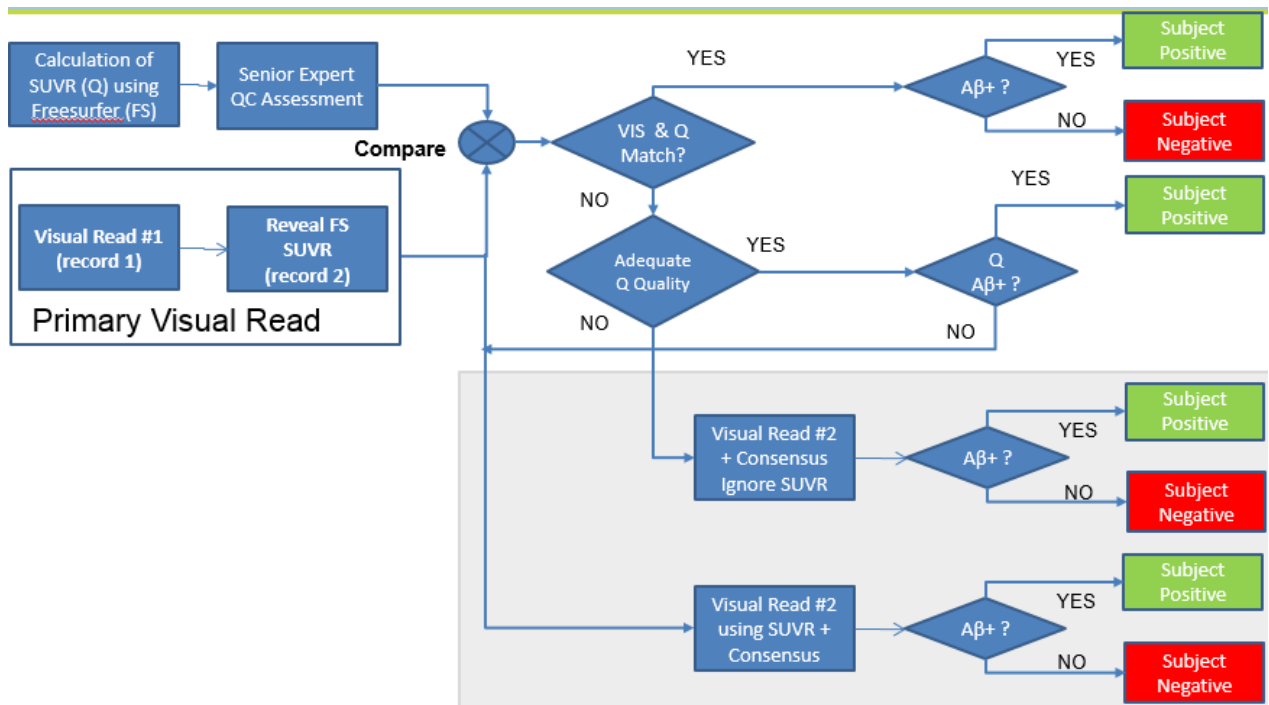 Calculation of
SUVR (Q) using
Freesurfer (FS)
Senior Expert
QC Assessment
Compare
Visual Read #1
(record 1)
Reveal FS
SUVR
(record 2)
Primary Visual Read
VIS & Q
Match?
YES
NO
Aβ+ ?
YES
NO
Subject
Positive
Subject
Negative
Adequate
Q Quality
YES
NO
Q
Aβ+ ?
YES
NO
Subject
Positive
Visual Read #2
+ Consensus
Ignore SUVR
Aβ+ ?
YES
NO
Subject
Positive
Subject
Negative
Visual Read #2
using SUVR +
Consensus
Aβ+ ?
YES
NO
Subject
Positive
Subject
Negative